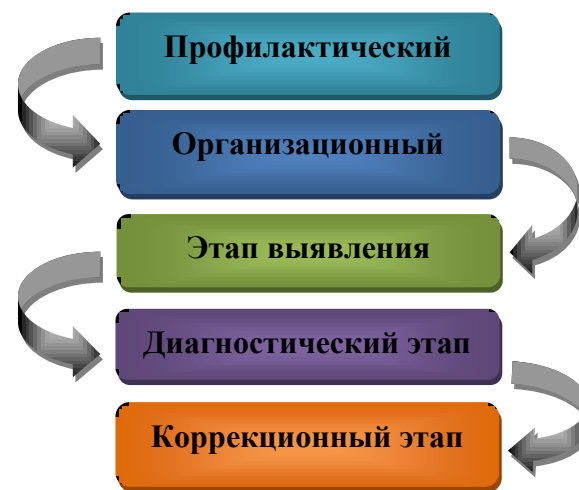 Профилактический
Организационный
Этап выявления
Диагностический этап
Коррекционный этап